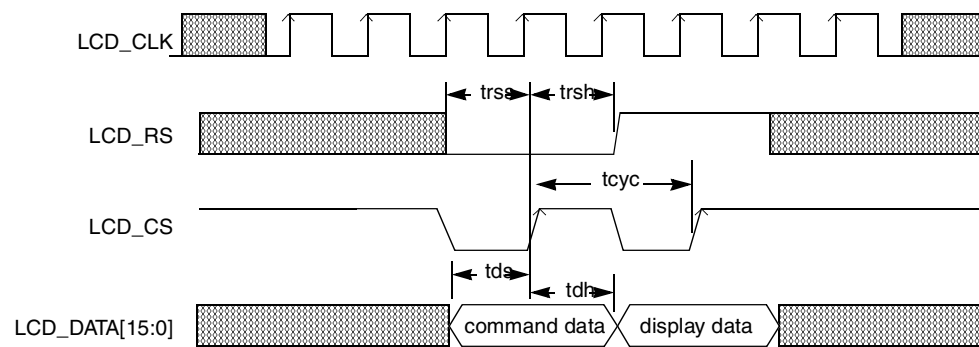 LCD_CLK
trss trsh
LCD_RS
tcyc
LCD_CS
tds
tdh
LCD_DATA[15:0] command data display data